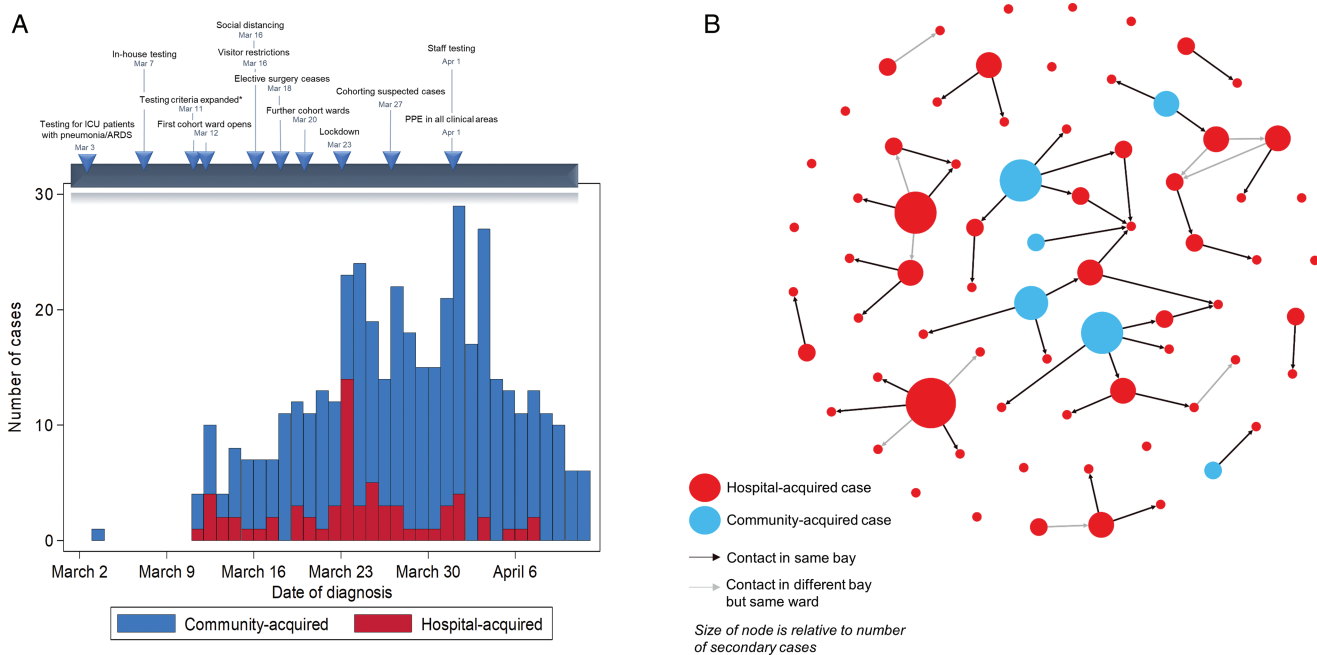 A
Social distancing
Mar 16
In-house testing
Mar 7
Visitor restrictions
Mar 16
Staff testing
Apr 1
Elective surgery ceases
Mar 18
Testing criteria expanded*
Mar 11
Cohorting suspected cases
Mar 27
Further cohort wards
Mar 20
Testing for ICU patients
with pneumonia/ARDS
Mar 3
First cohort ward opens
Mar 12
Lockdown
Mar 23
PPE in all clinical areas
Apr 1
30
20
10
0
Number of cases
March 2
March 9
March 16
March 23
March 30
April 6
Date of diagnosis
Community-acquired
Hospital-acquired
B
Hospital-acquired case
Community-acquired case
Contact in same bay
Contact in different bay
but same ward
Size of node is relative to number
of secondary cases